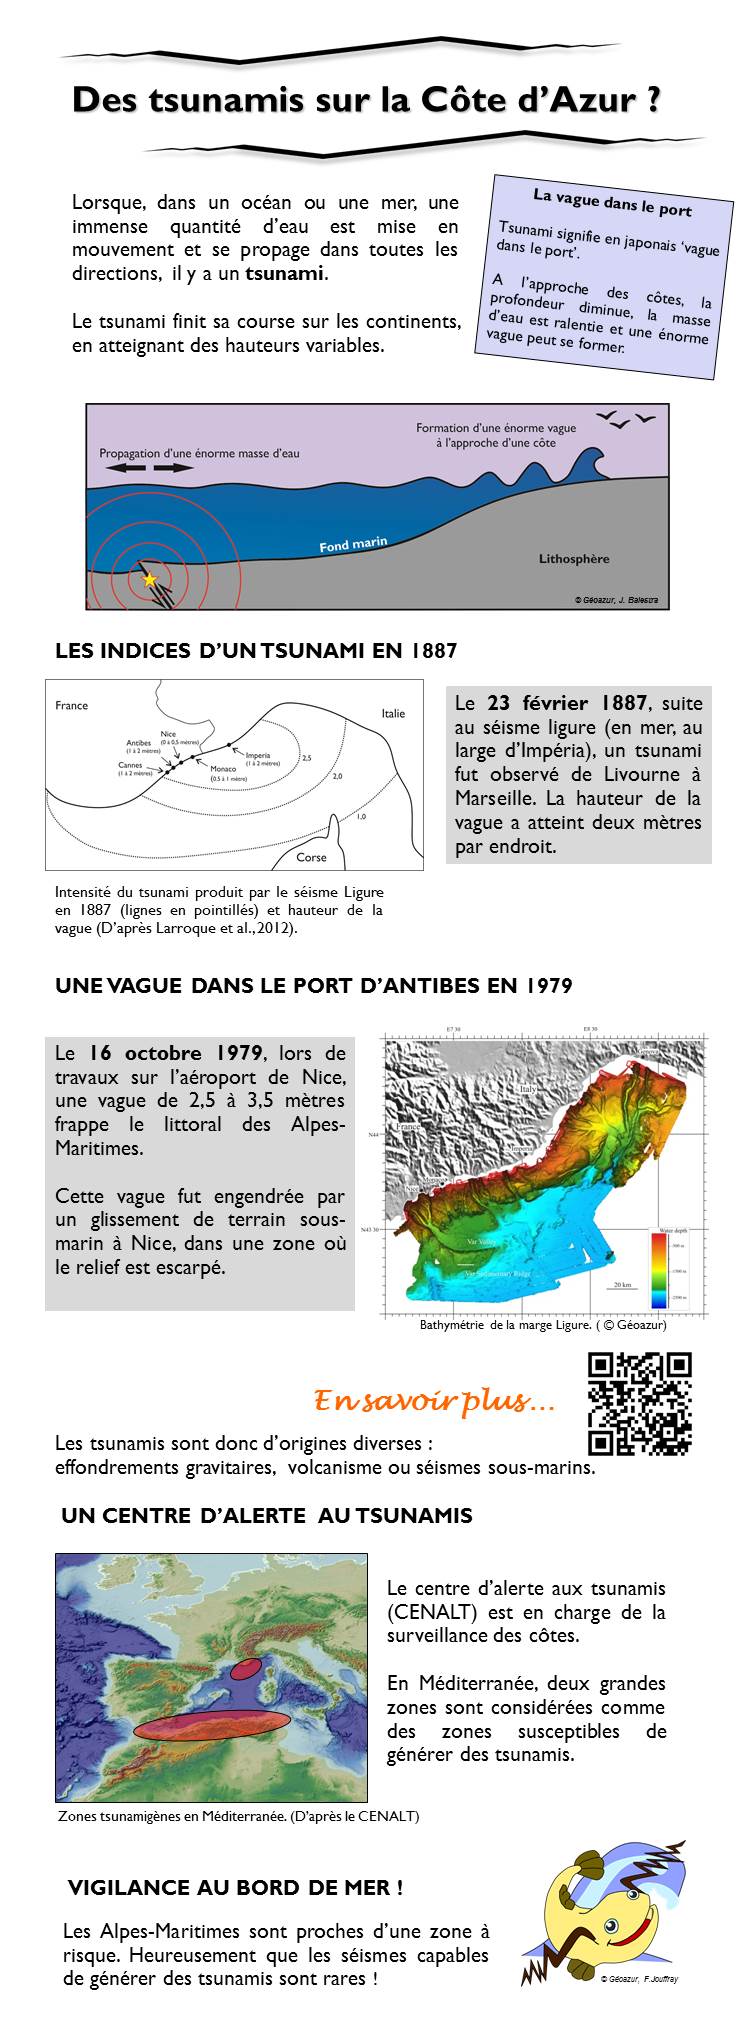 Des tsunamis sur la Côte d'Azur ?
Lorsque, dans un océan ou une mer, une
immense quantité d'eau est mise en
mouvement et se propage dans toutes les
directions, il y a un tsunami.
Le tsunami finit sa course sur les continents,
en atteignant des hauteurs variables.
La vague dans le port
Tsunami signifie en japonais 'vague
dans le port'.
A l'approche des côtes, la
profondeur diminue, la masse
d'eau est ralentie et une énorme
vague peut se former.
Propagation d'une énorme masse d'eau
Formation d'une énorme vague
à l'approche d'une côte
Fond marin
Lithosphère
© Géoazur, J. Balestra
LES INDICES D'UN TSUNAMI EN 1887
France
Italie
Nice
(0 à 0,5 mètres)
Antibes
(1 à 2 mètres)
Cannes
(1 à 2 mètres)
Monaco
(0.5 à 1 mètre)
Imperia
(1 à 2 mètres)
2,5
2,0
1,0
Corse
Le 23 février 1887, suite
au séisme ligure (en mer, au
large d'Impéria), un tsunami
fut observé de Livourne à
Marseille. La hauteur de la
vague a atteint deux mètres
par endroit.
Intensité du tsunami produit par le séisme Ligure
en 1887 (lignes en pointillés) et hauteur de la
vague (D'après Larroque et al., 2012).
UNE VAGUE DANS LE PORT D'ANTIBES EN 1979
Le 16 octobre 1979, lors de
travaux sur l'aéroport de Nice,
une vague de 2,5 à 3,5 mètres
frappe le littoral des Alpes-
Maritimes.
Cette vague fut engendrée par
un glissement de terrain sous-
marin à Nice, dans une zone où
le relief est escarpé.
E7 30
E8 30
N44
N43 30
Genova
Italy
France
Imperia
Monaco
Nice
Var Valley
Var Sedimentary Ridge
Water depth
-500 m
-1500 m
-2500 m
20 km
Bathymétrie de la marge Ligure. ( © Géoazur)
En savoir plus...
Les tsunamis sont donc d'origines diverses :
effondrements gravitaires, volcanisme ou séismes sous-marins.
UN CENTRE D'ALERTE AU TSUNAMIS
Le centre d'alerte aux tsunamis
(CENALT) est en charge de la
surveillance des côtes.
En Méditerranée, deux grandes
zones sont considérées comme
des zones susceptibles de
générer des tsunamis.
Zones tsunamigènes en Méditerranée. (D'après le CENALT)
VIGILANCE AU BORD DE MER !
Les Alpes-Maritimes sont proches d'une zone à
risque. Heureusement que les séismes capables
de générer des tsunamis sont rares !
© Géoazur, F.Jouffray